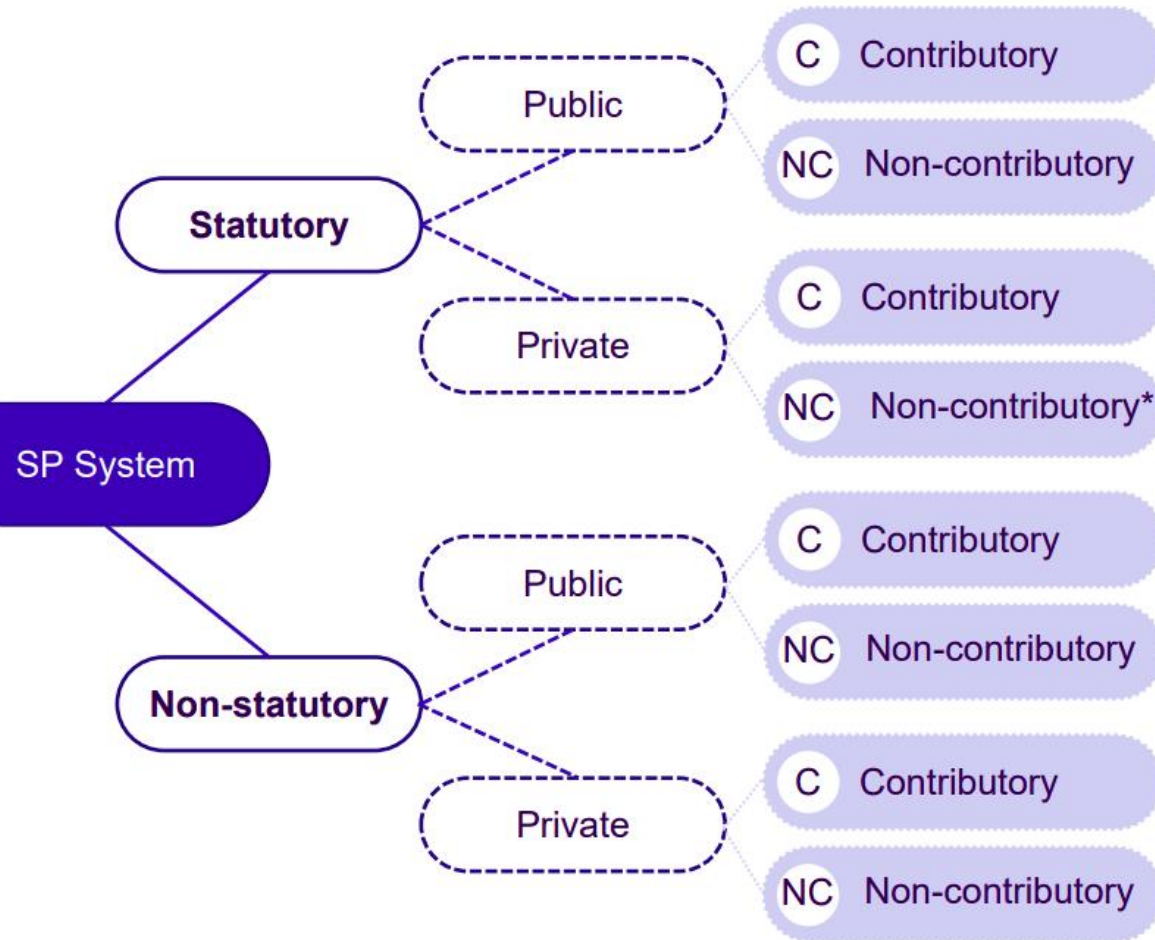 SP System
Statutory
Public
C Contributory
NC Non-contributory
Private
C Contributory
NC Non-contributory*
Non-statutory
Public
C Contributory
NC Non-contributory
Private
C Contributory
NC Non-contributory